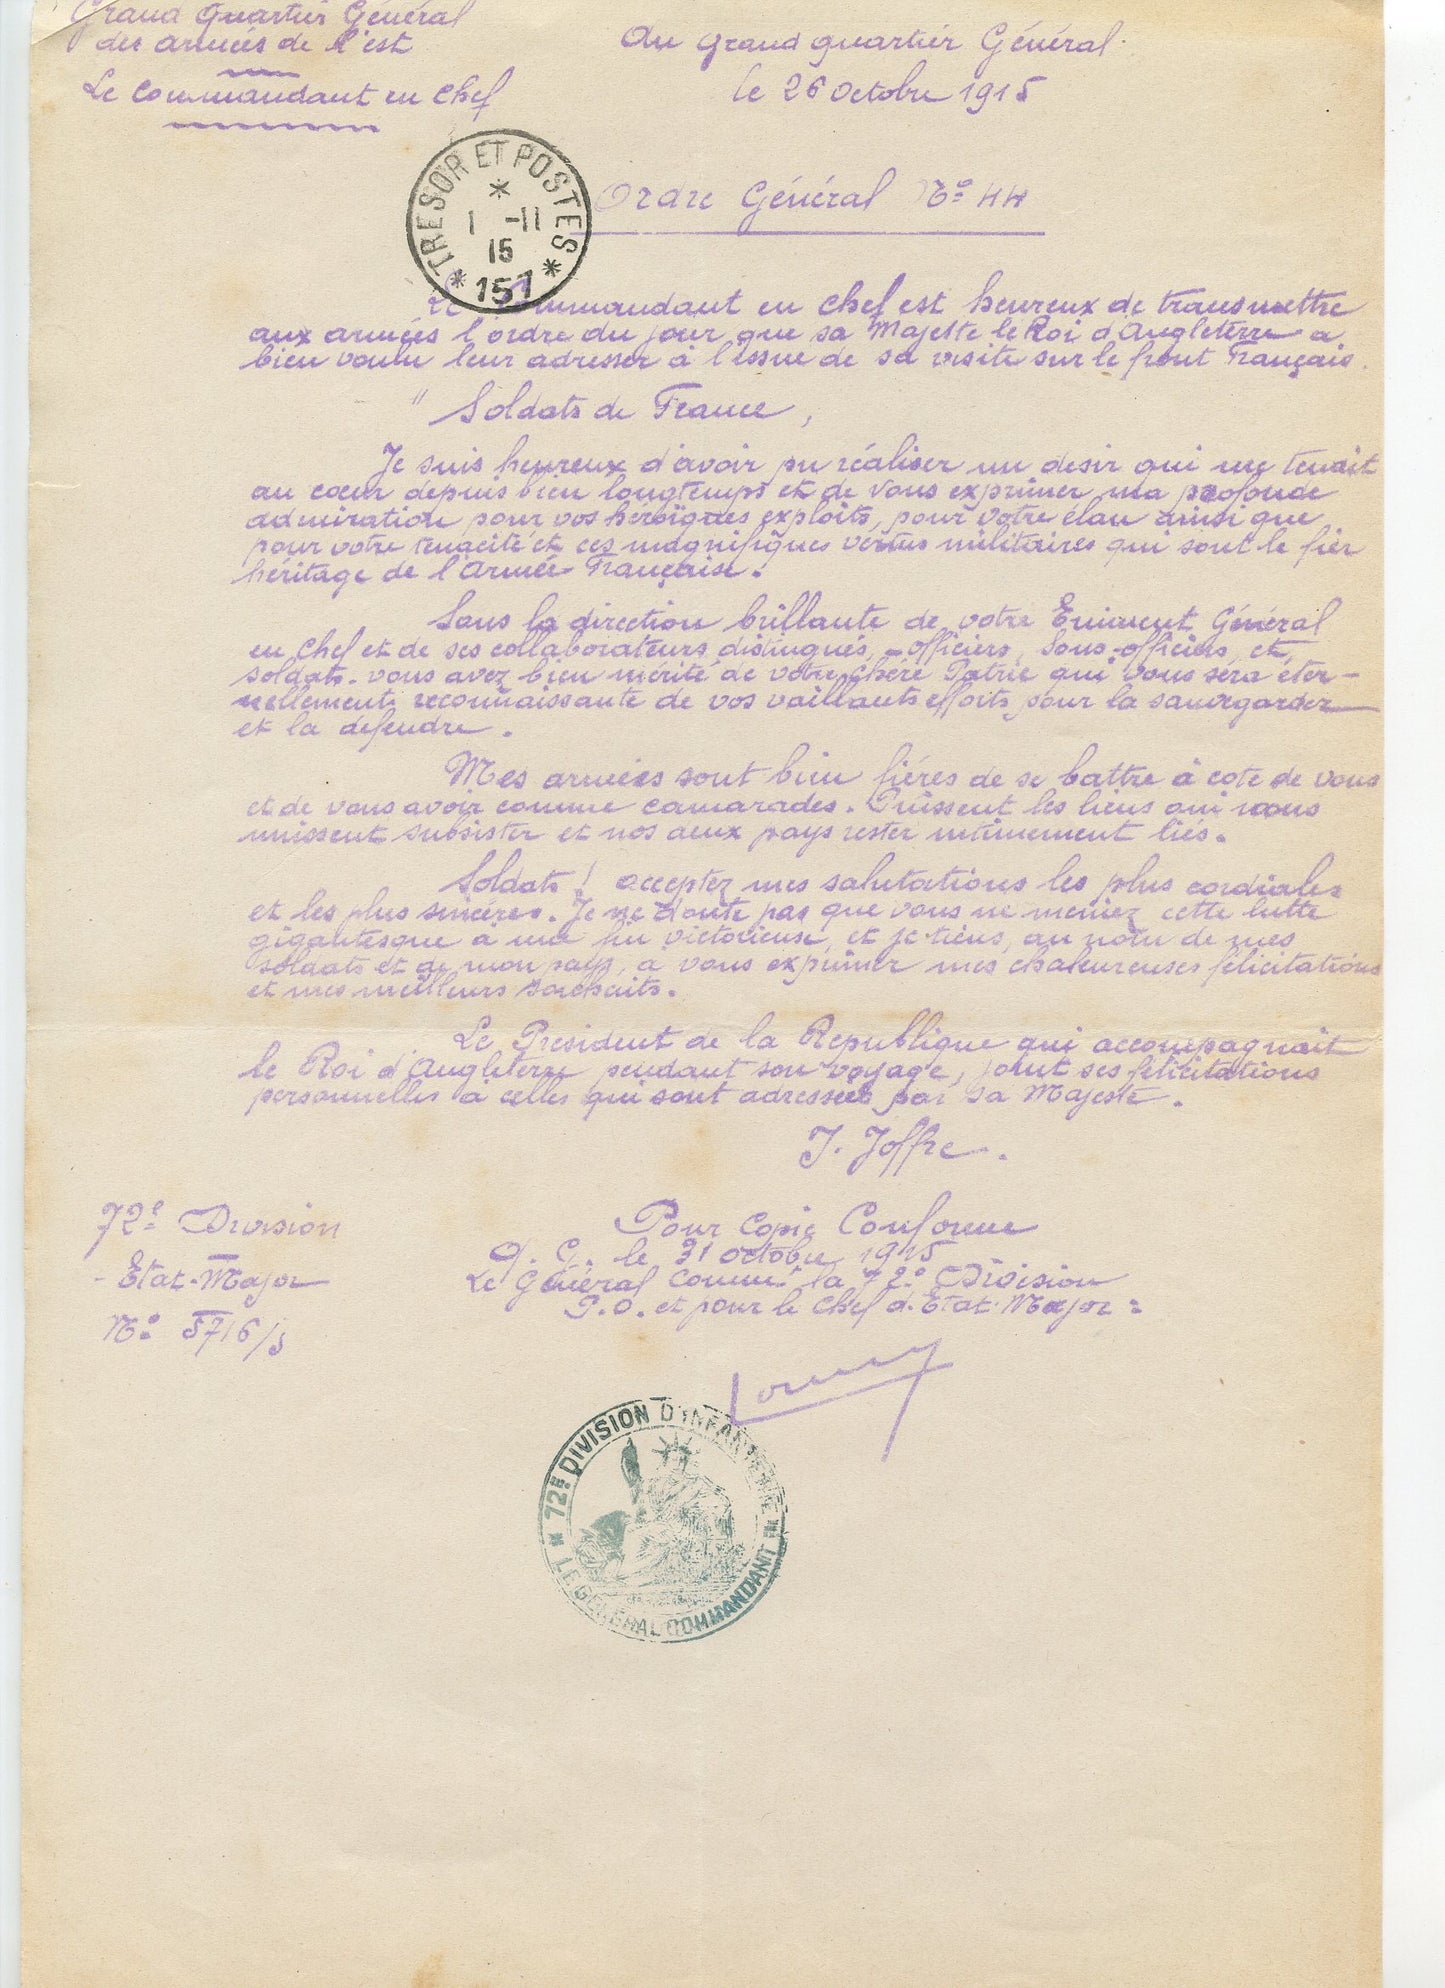 Grand Quartier Général
des armées de l'est
Le Commandant en Chef
Au Grand Quartier Général
le 26 Octobre 1915
TRESOR ET POSTES
1 -11
15
151
Ordre Général No 44
Le Commandant en chef est heureux de transmettre
aux armées l'ordre du jour que sa Majeste le Roi d'Angleterre a
bien voulu leur adresser à l'issue de sa visite sur le front Français.
" Soldats de France,
Je suis heureux d'avoir pu réaliser un desir qui me tenait
au cœur depuis bien longtemps et de vous exprimer ma profonde
admiration pour vos heroïques exploits, pour votre élan ainsi que
pour votre tenacité et ces magnifiques vertus militaires qui sont le fier
héritage de l'Armée Française.
Sous la direction brillante de votre Eminent Général
en chef et de ses collaborateurs distingués, - officiers, sous-officiers et
soldats - vous avez bien mérité de votre chère Patrie qui vous sera éter-
nellement reconnaissante de vos vaillants efforts pour la sauvegarder
et la defendre.
Mes armées sont bien fières de se battre à coté de vous
et de vous avoir comme camarades. Puissent les liens qui nous
unissent subsister et nos deux pays rester intimement liés.
Soldats ! acceptez mes salutations les plus cordiales
et les plus sincéres. Je ne doute pas que vous ne meniez cette lutte
gigantesque à une fin victorieuse, et je tiens, au nom de mes
soldats et de mon pays, à vous exprimer mes chaleureuses félicitations
et mes meilleurs souhaits.
Le President de la Republique qui accompagnait
le Roi d'Angleterre pendant son voyage, joint ses félicitations
personnelles à celles qui sont adressées par sa Majesté.
J. Joffre.
72e Division
- Etat-Major
No 5716/3
Pour Copie Conforme
Q. G. le 31 octobre 1915
Le Général Commt la 72e Division
P.O. et pour le Chef d'Etat-Major :
72E DIVISION D'INFANTERIE
LE GÉNÉRAL COMMANDANT